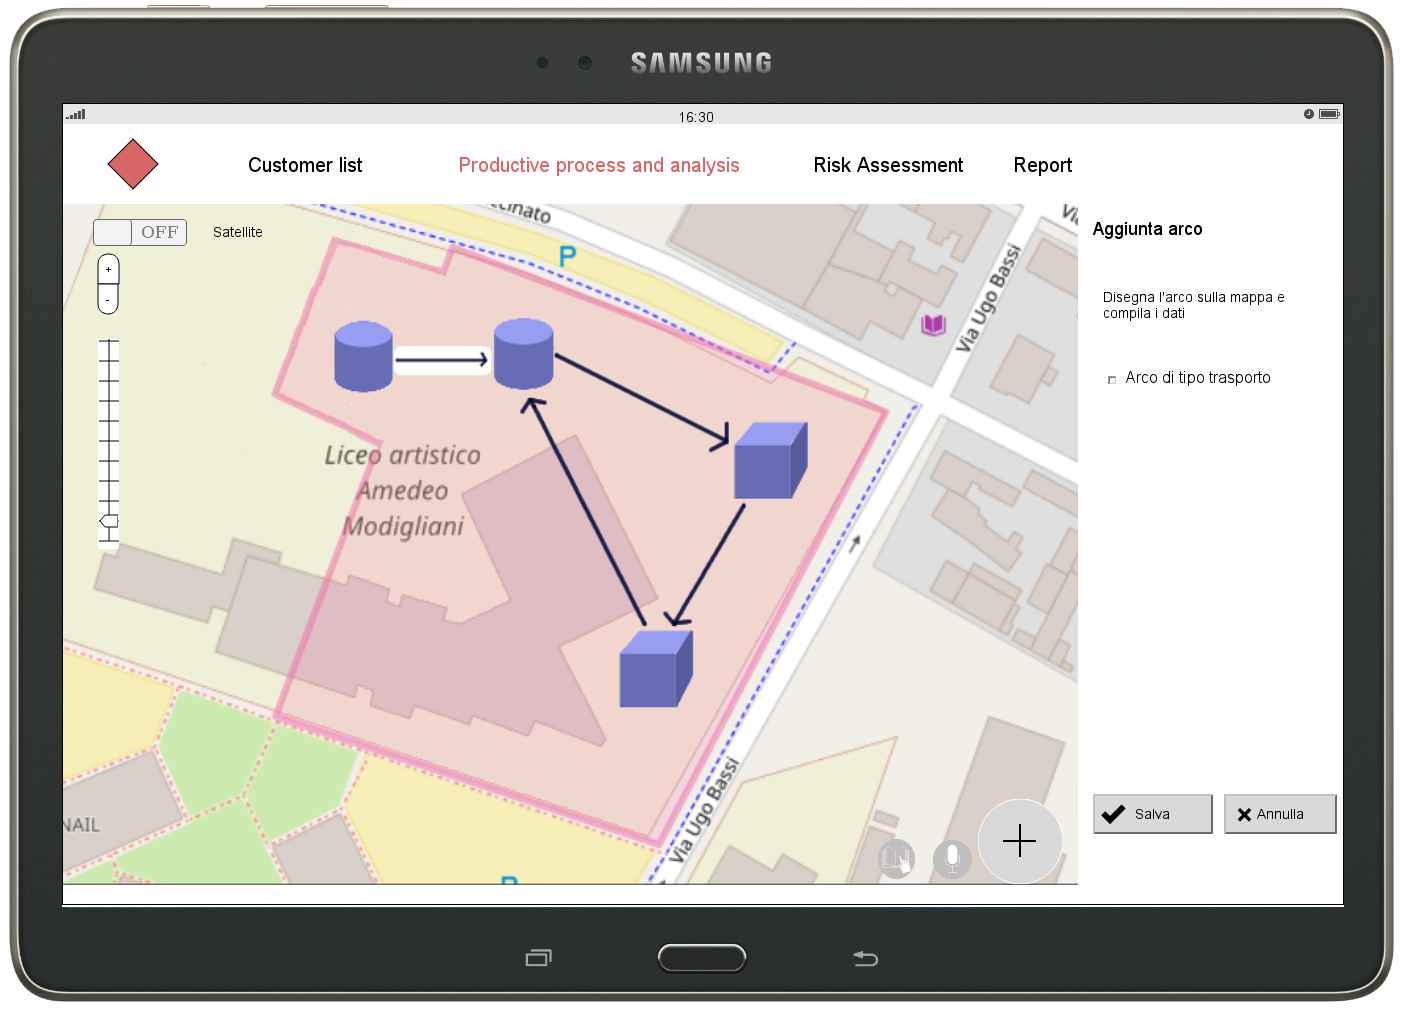 SAMSUNG
16:30
Customer list
Productive process and analysis
Risk Assessment
Report
OFF
Satellite
+
-
P
Via Ugo Bassi
Liceo artistico
Amedeo
Modigliani
Via Ugo Bassi
NAIL
P
Aggiunta arco
Disegna l'arco sulla mappa e
compila i dati
Arco di tipo trasporto
Salva
Annulla